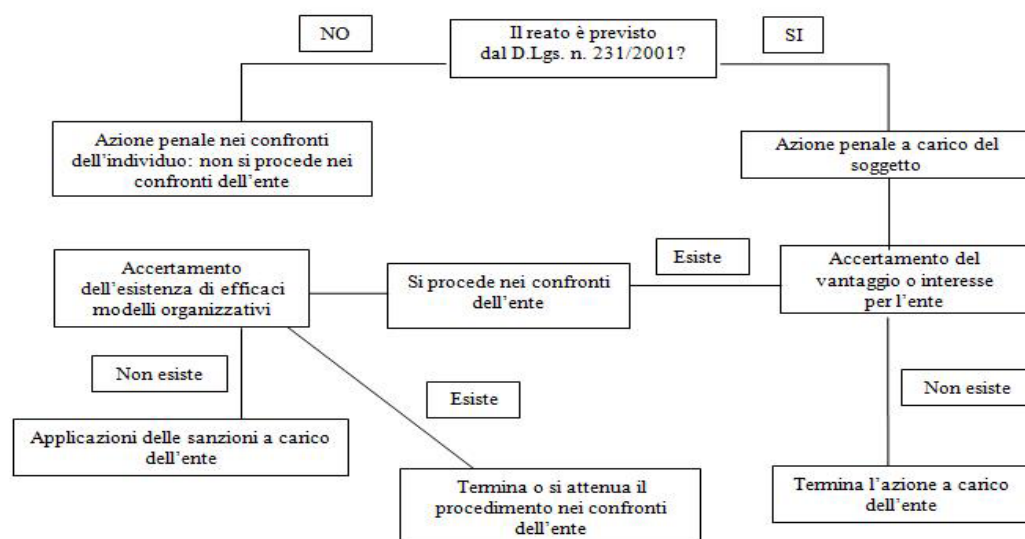 NO
Il reato è previsto
dal D.Lgs. n. 231/2001?
SI
Azione penale nei confronti
dell'individuo: non si procede nei
confronti dell'ente
Azione penale a carico del
soggetto
Accertamento
dell'esistenza di efficaci
modelli organizzativi
Si procede nei confronti
dell'ente
Esiste
Accertamento del
vantaggio o interesse
per l'ente
Non esiste
Esiste
Non esiste
Applicazioni delle sanzioni a carico
dell'ente
Termina o si attenua il
procedimento nei confronti
dell'ente
Termina l'azione a carico
dell'ente